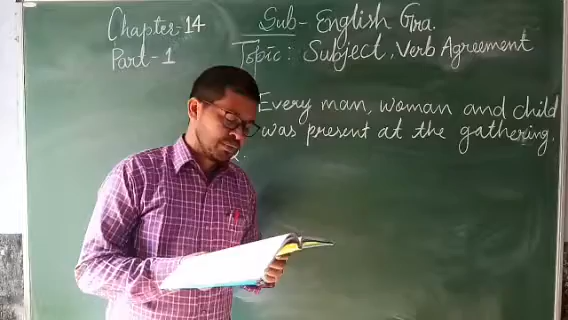 Chapter-14
Part-1
Sub- English Gra.
Topic: Subject, Verb Agreement
Every man, woman and child
was present at the gathering.